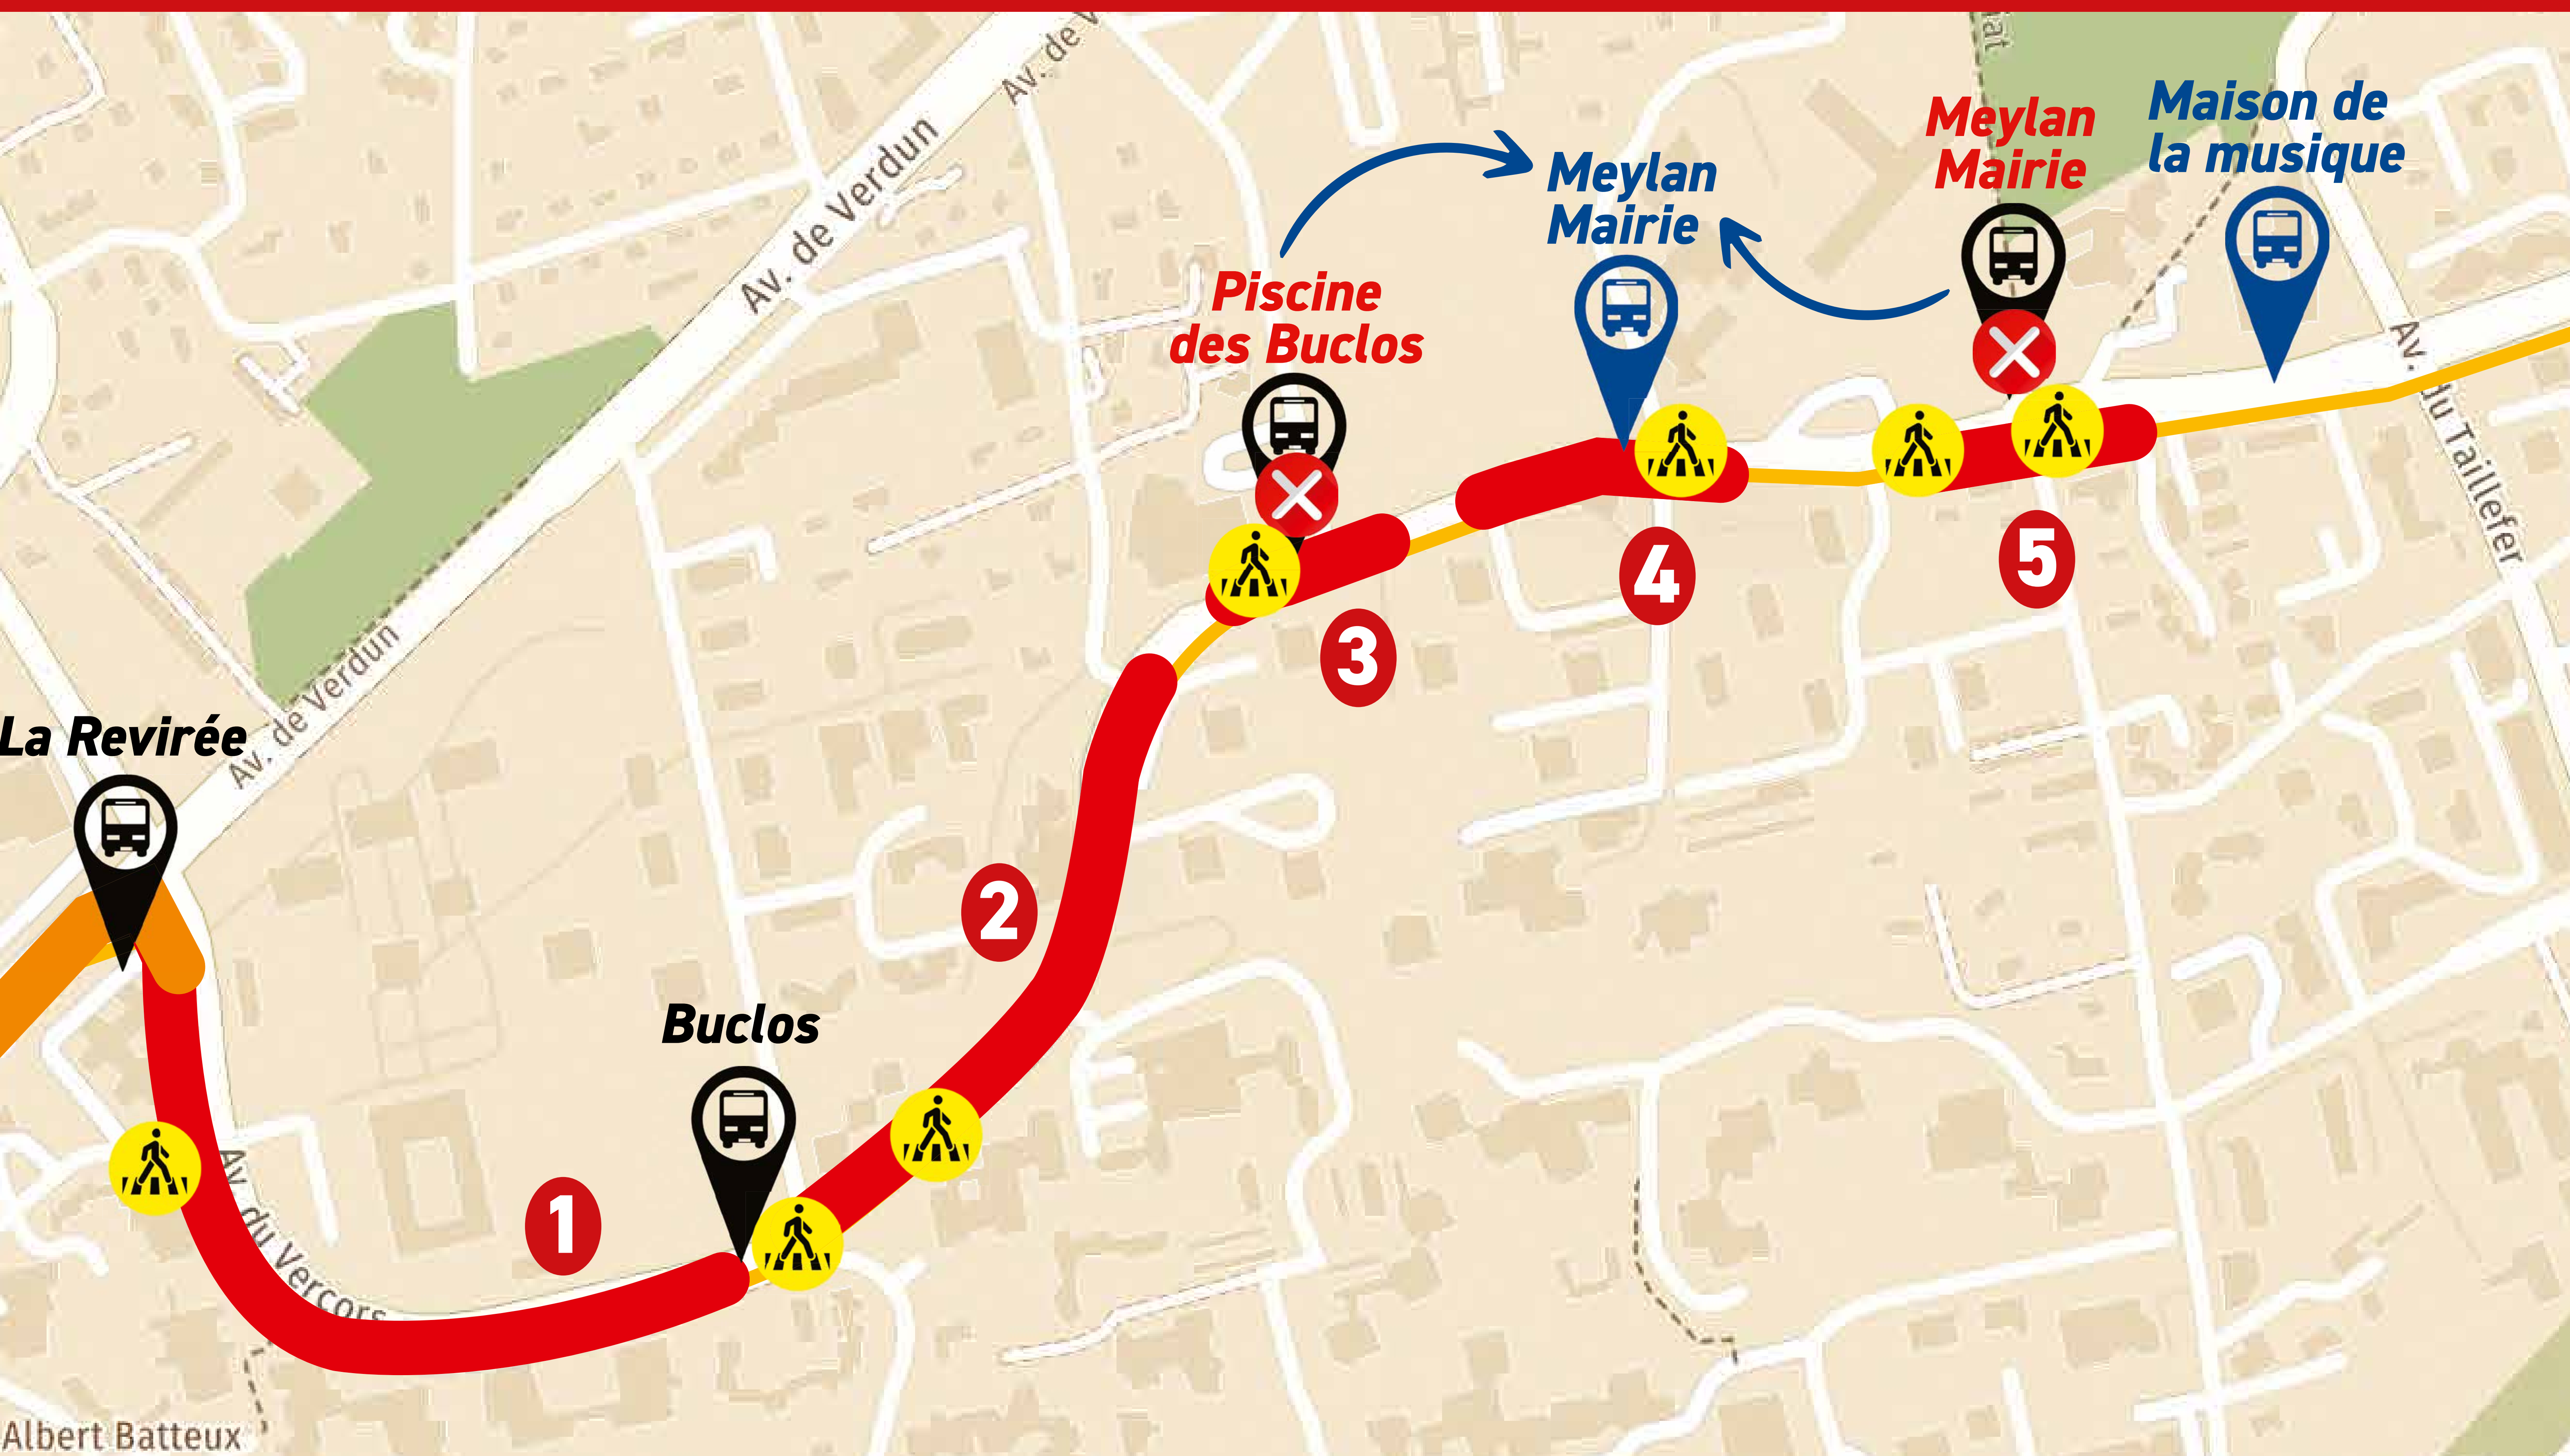 Av. de V
at
Av. de Verdun
Meylan
Mairie
Maison de
la musique
Meylan
Mairie
Piscine
des Buclos
Av. du Taillefer
4
5
3
Av. de Verdun
La Revirée
2
Buclos
1
Av. du Vercors
Albert Batteux